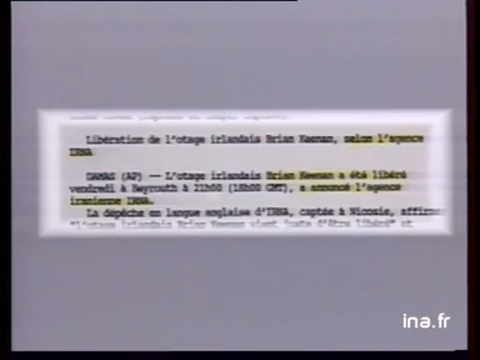 Libération de l'otage irlandais Brian Keenan, selon l'agence
IRNA
DAMAS (AP) -- L'otage irlandais Brian Keenan a été libéré
vendredi à Beyrouth à 21h00 (18h00 GMT), a annoncé l'agence
iranienne IRNA.
La dépêche en langue anglaise d'IRNA, captée à Nicosie, affirme
"L'otage irlandais Brian Keenan vient juste d'être libéré" et
ina.fr